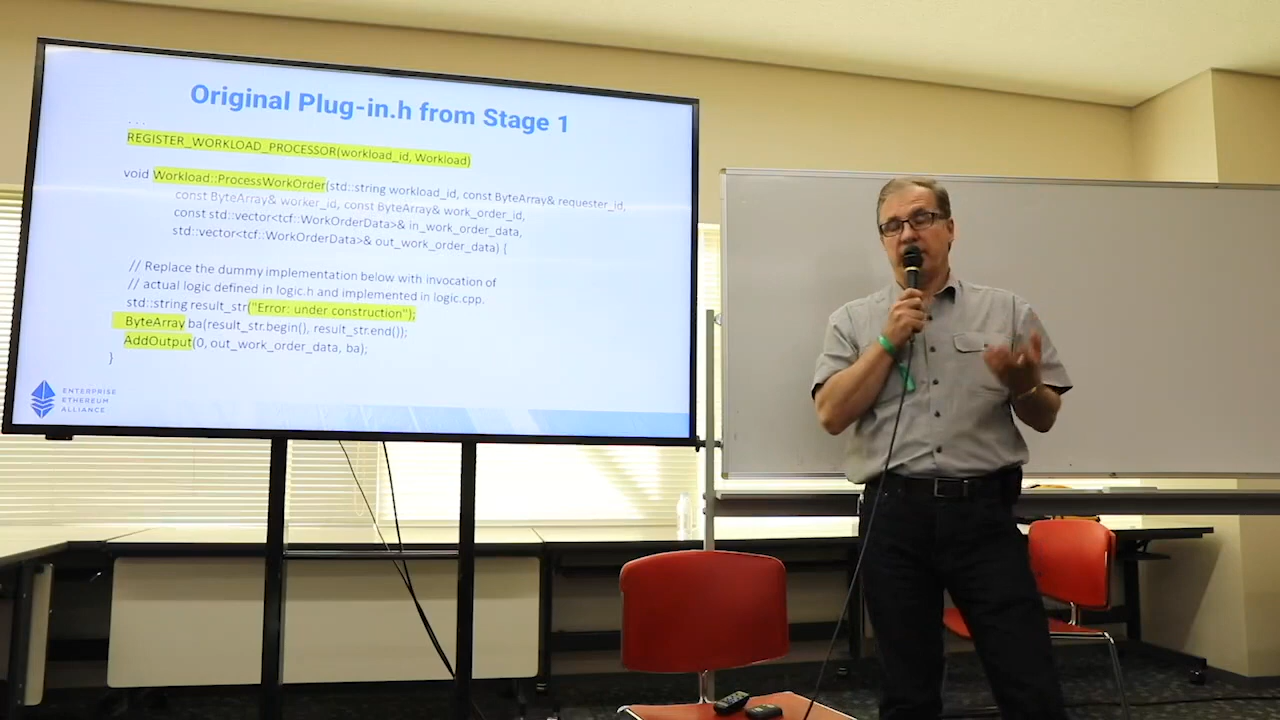 Original Plug-in.h from Stage 1
. . .
REGISTER_WORKLOAD_PROCESSOR(workload_id, Workload)
void Workload::ProcessWorkOrder(std::string workload_id, const ByteArray& requester_id,
const ByteArray& worker_id, const ByteArray& work_order_id,
const std::vector<tcf::WorkOrderData>& in_work_order_data,
std::vector<tcf::WorkOrderData>& out_work_order_data) {
// Replace the dummy implementation below with invocation of
// actual logic defined in logic.h and implemented in logic.cpp.
std::string result_str("Error: under construction");
ByteArray ba(result_str.begin(), result_str.end());
AddOutput(0, out_work_order_data, ba);
}
ENTERPRISE
ETHEREUM
ALLIANCE